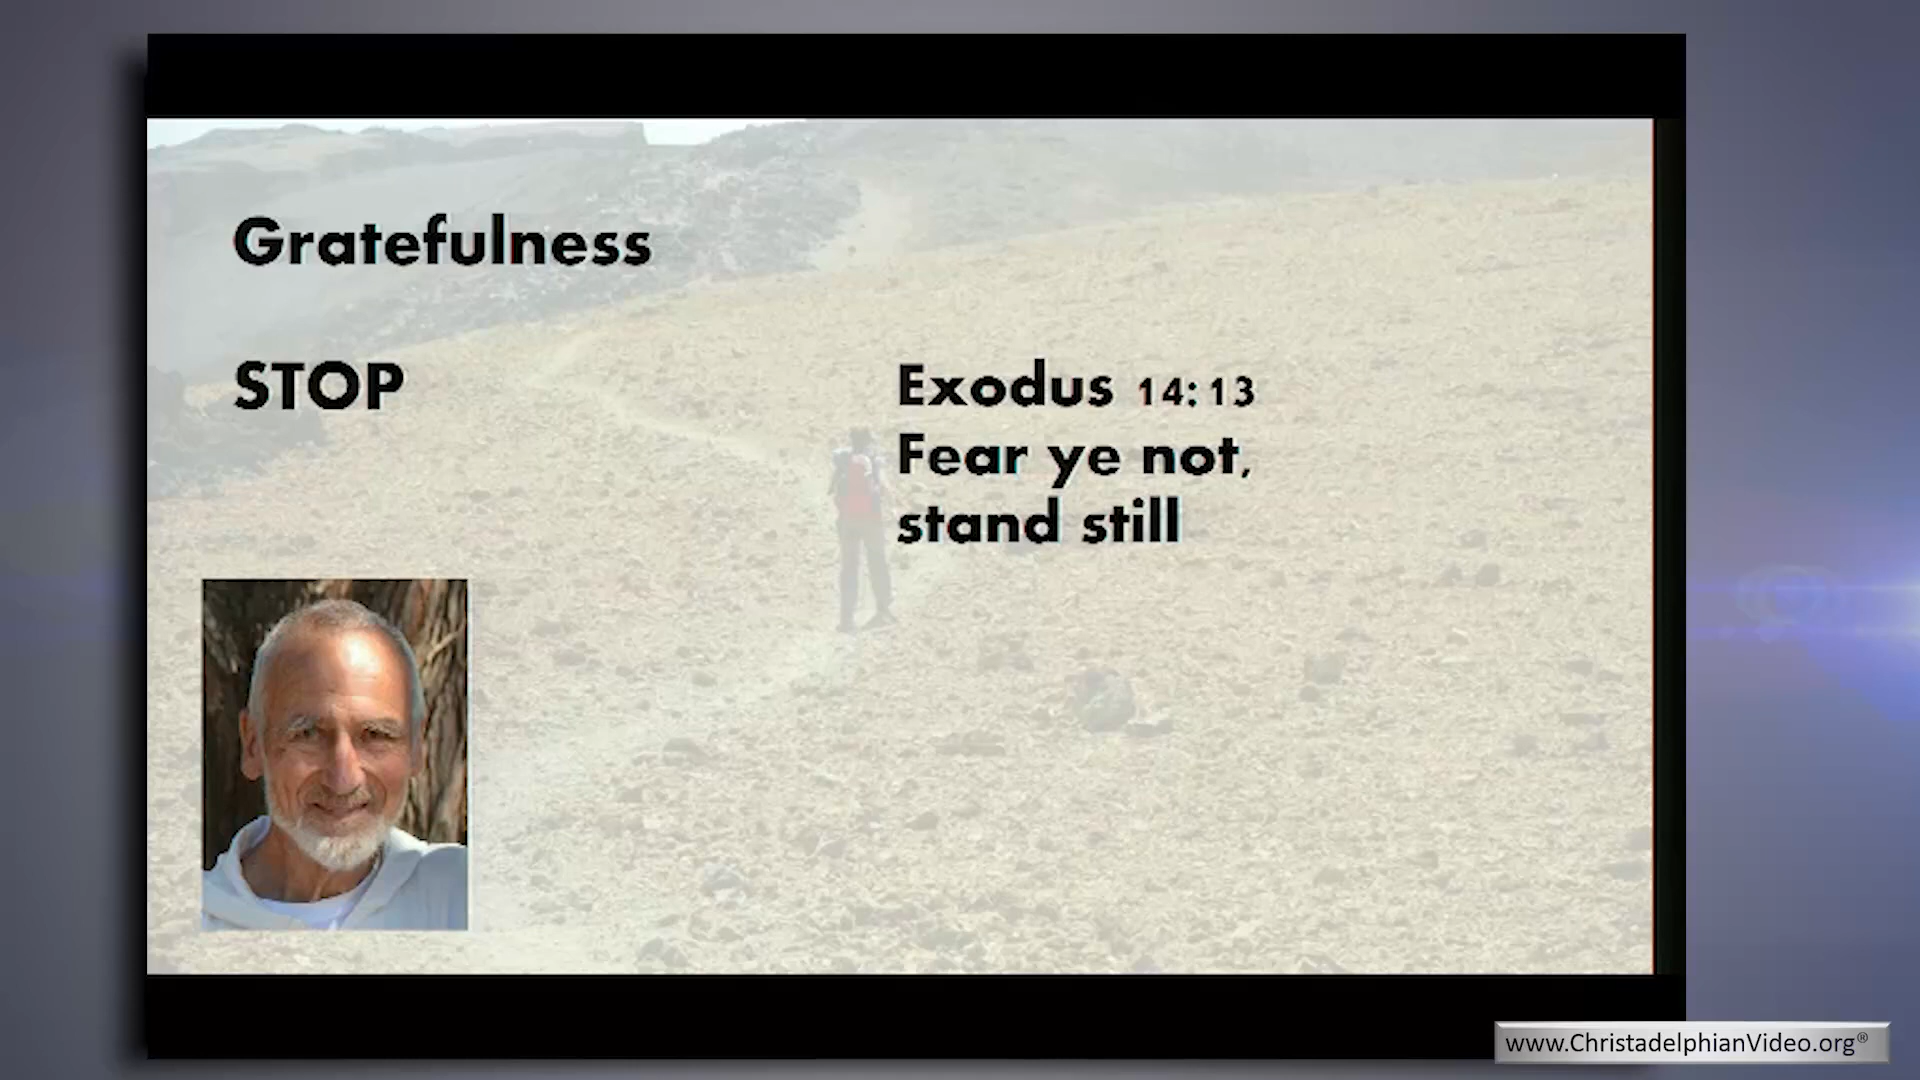 Gratefulness
STOP
Exodus 14:13
Fear ye not,
stand still
www.ChristadelphianVideo.org®